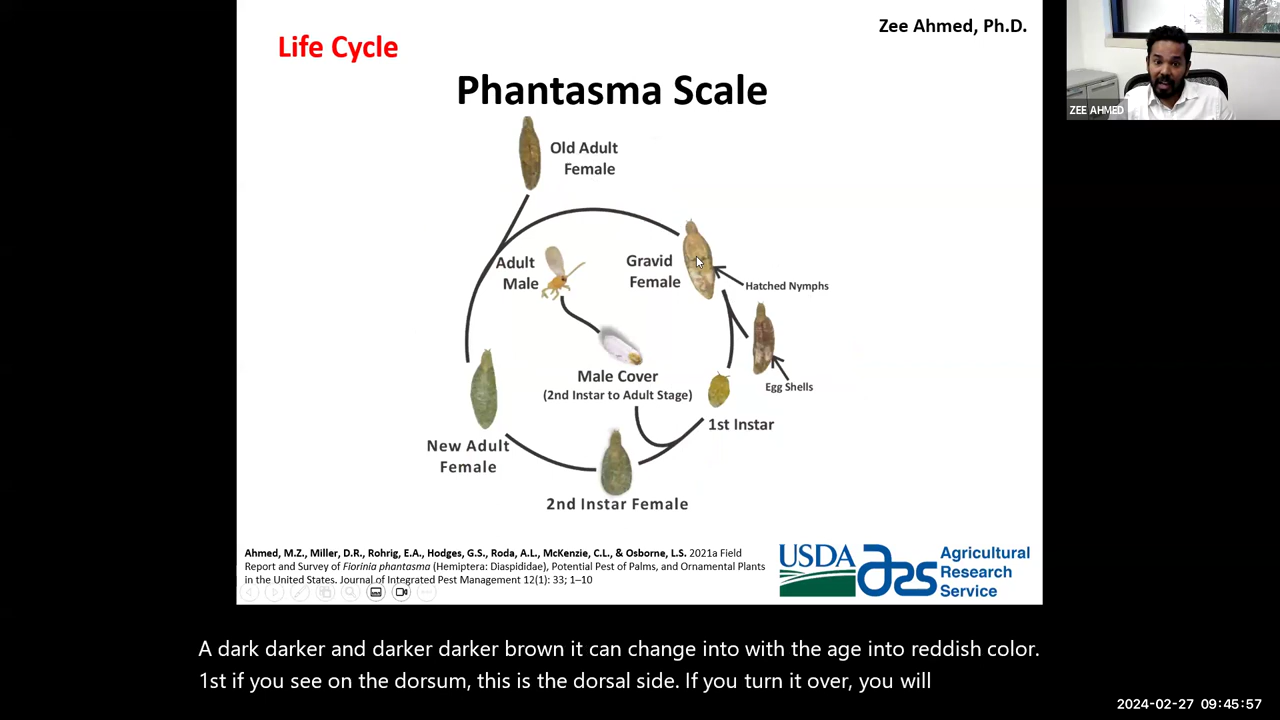 Zee Ahmed, Ph.D.
Life Cycle
Phantasma Scale
ZEE AHMED
Old Adult
Female
Adult
Male
Gravid
Female
Hatched Nymphs
Male Cover
(2nd Instar to Adult Stage)
Egg Shells
1st Instar
New Adult
Female
2nd Instar Female
Ahmed, M.Z., Miller, D.R., Rohrig, E.A., Hodges, G.S., Roda, A.L., McKenzie, C.L., & Osborne, L.S. 2021a Field
Report and Survey of Fiorinia phantasma (Hemiptera: Diaspididae), Potential Pest of Palms, and Ornamental Plants
in the United States. Journal of Integrated Pest Management 12(1): 33; 1–10
USDA
ars
Agricultural
Research
Service
A dark darker and darker darker brown it can change into with the age into reddish color.
1st if you see on the dorsum, this is the dorsal side. If you turn it over, you will
2024-02-27 09:45:57